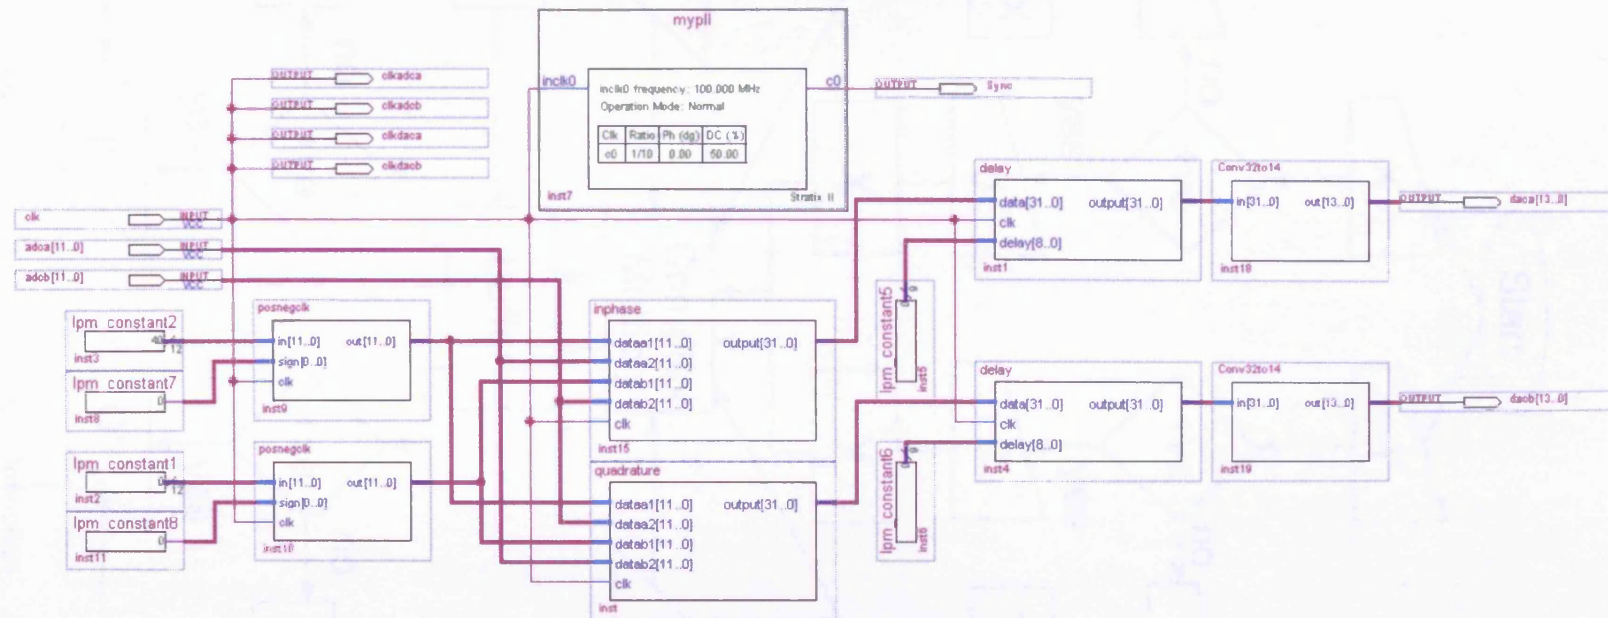 mypll
inclk0
c0
inclk0 frequency: 100.000 MHz
Operation Mode: Normal
Clk Ratio Ph (dg) DC (%)
c0 1/10 0.00 50.00
inst7
Stratix II
OUTPUT clkadca
OUTPUT clkadcb
OUTPUT clkdaca
OUTPUT clkdacb
OUTPUT Sync
clk INPUT
VCC
adca[11..0] INPUT
VCC
adcb[11..0] INPUT
VCC
lpm_constant2
40
12
inst3
lpm_constant7
0
inst8
posnegclk
in[11..0] out[11..0]
sign[0..0]
clk
inst9
lpm_constant1
0
12
inst2
lpm_constant8
0
inst11
posnegclk
in[11..0] out[11..0]
sign[0..0]
clk
inst10
inphase
dataa1[11..0] output[31..0]
dataa2[11..0]
datab1[11..0]
datab2[11..0]
clk
inst15
quadrature
dataa1[11..0] output[31..0]
dataa2[11..0]
datab1[11..0]
datab2[11..0]
clk
inst
delay
data[31..0] output[31..0]
clk
delay[8..0]
inst1
Conv32to14
in[31..0] out[13..0]
inst18
OUTPUT daca[13..0]
lpm_constant5
0
9
inst5
delay
data[31..0] output[31..0]
clk
delay[8..0]
inst4
Conv32to14
in[31..0] out[13..0]
inst19
OUTPUT dacb[13..0]
lpm_constant6
0
9
inst6